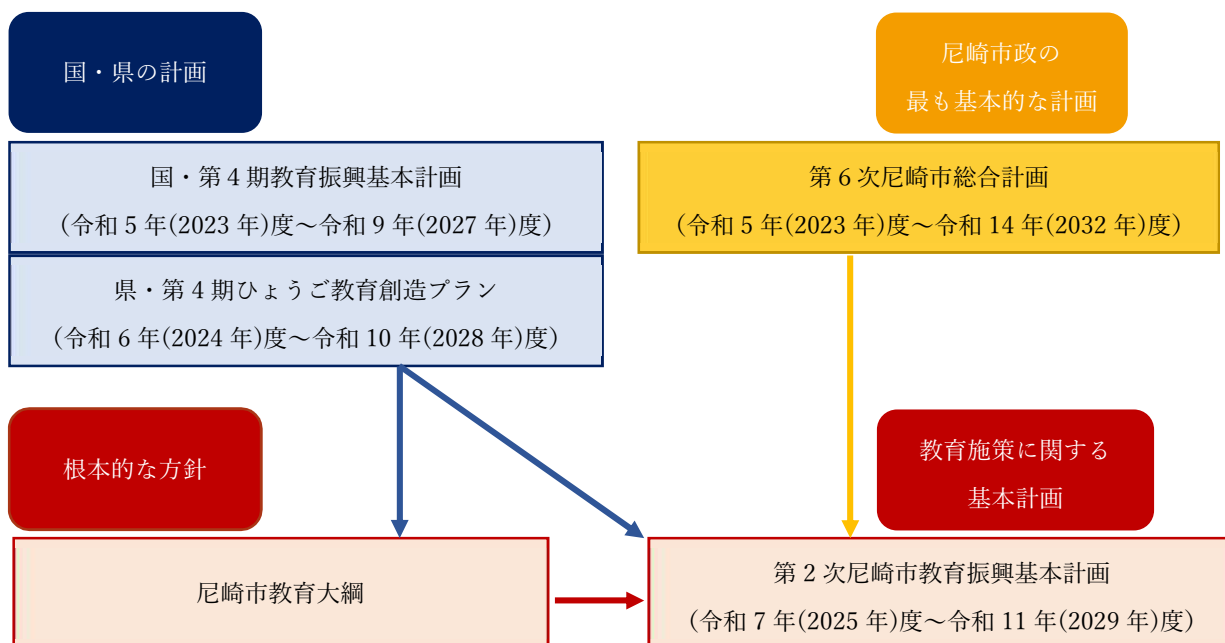 国・県の計画
尼崎市政の
最も基本的な計画
国・第4期教育振興基本計画
（令和5年(2023年)度～令和9年(2027年)度）
第6次尼崎市総合計画
（令和5年(2023年)度～令和14年(2032年)度）
県・第4期ひょうご教育創造プラン
（令和6年(2024年)度～令和10年(2028年)度）
根本的な方針
教育施策に関する
基本計画
尼崎市教育大綱
第2次尼崎市教育振興基本計画
（令和7年(2025年)度～令和11年(2029年)度）